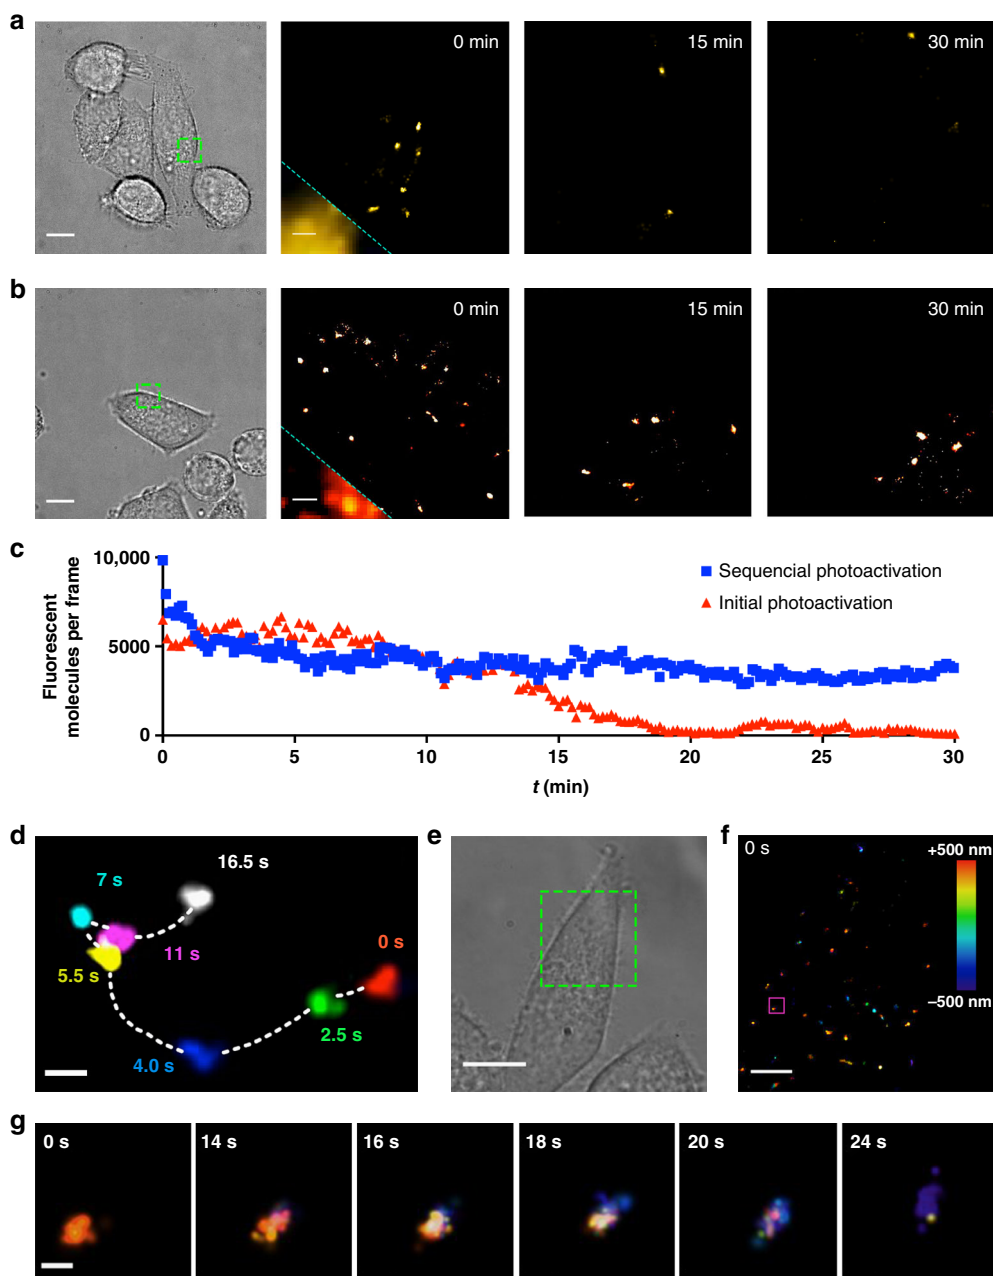 a
0 min
15 min
30 min
b
0 min
15 min
30 min
c
Fluorescent
molecules per frame
10,000
5000
0
Sequencial photoactivation
Initial photoactivation
0
5
10
15
20
25
30
t (min)
d
16.5 s
7 s
11 s
0 s
5.5 s
2.5 s
4.0 s
e
f
0 s
+500 nm
–500 nm
g
0 s
14 s
16 s
18 s
20 s
24 s